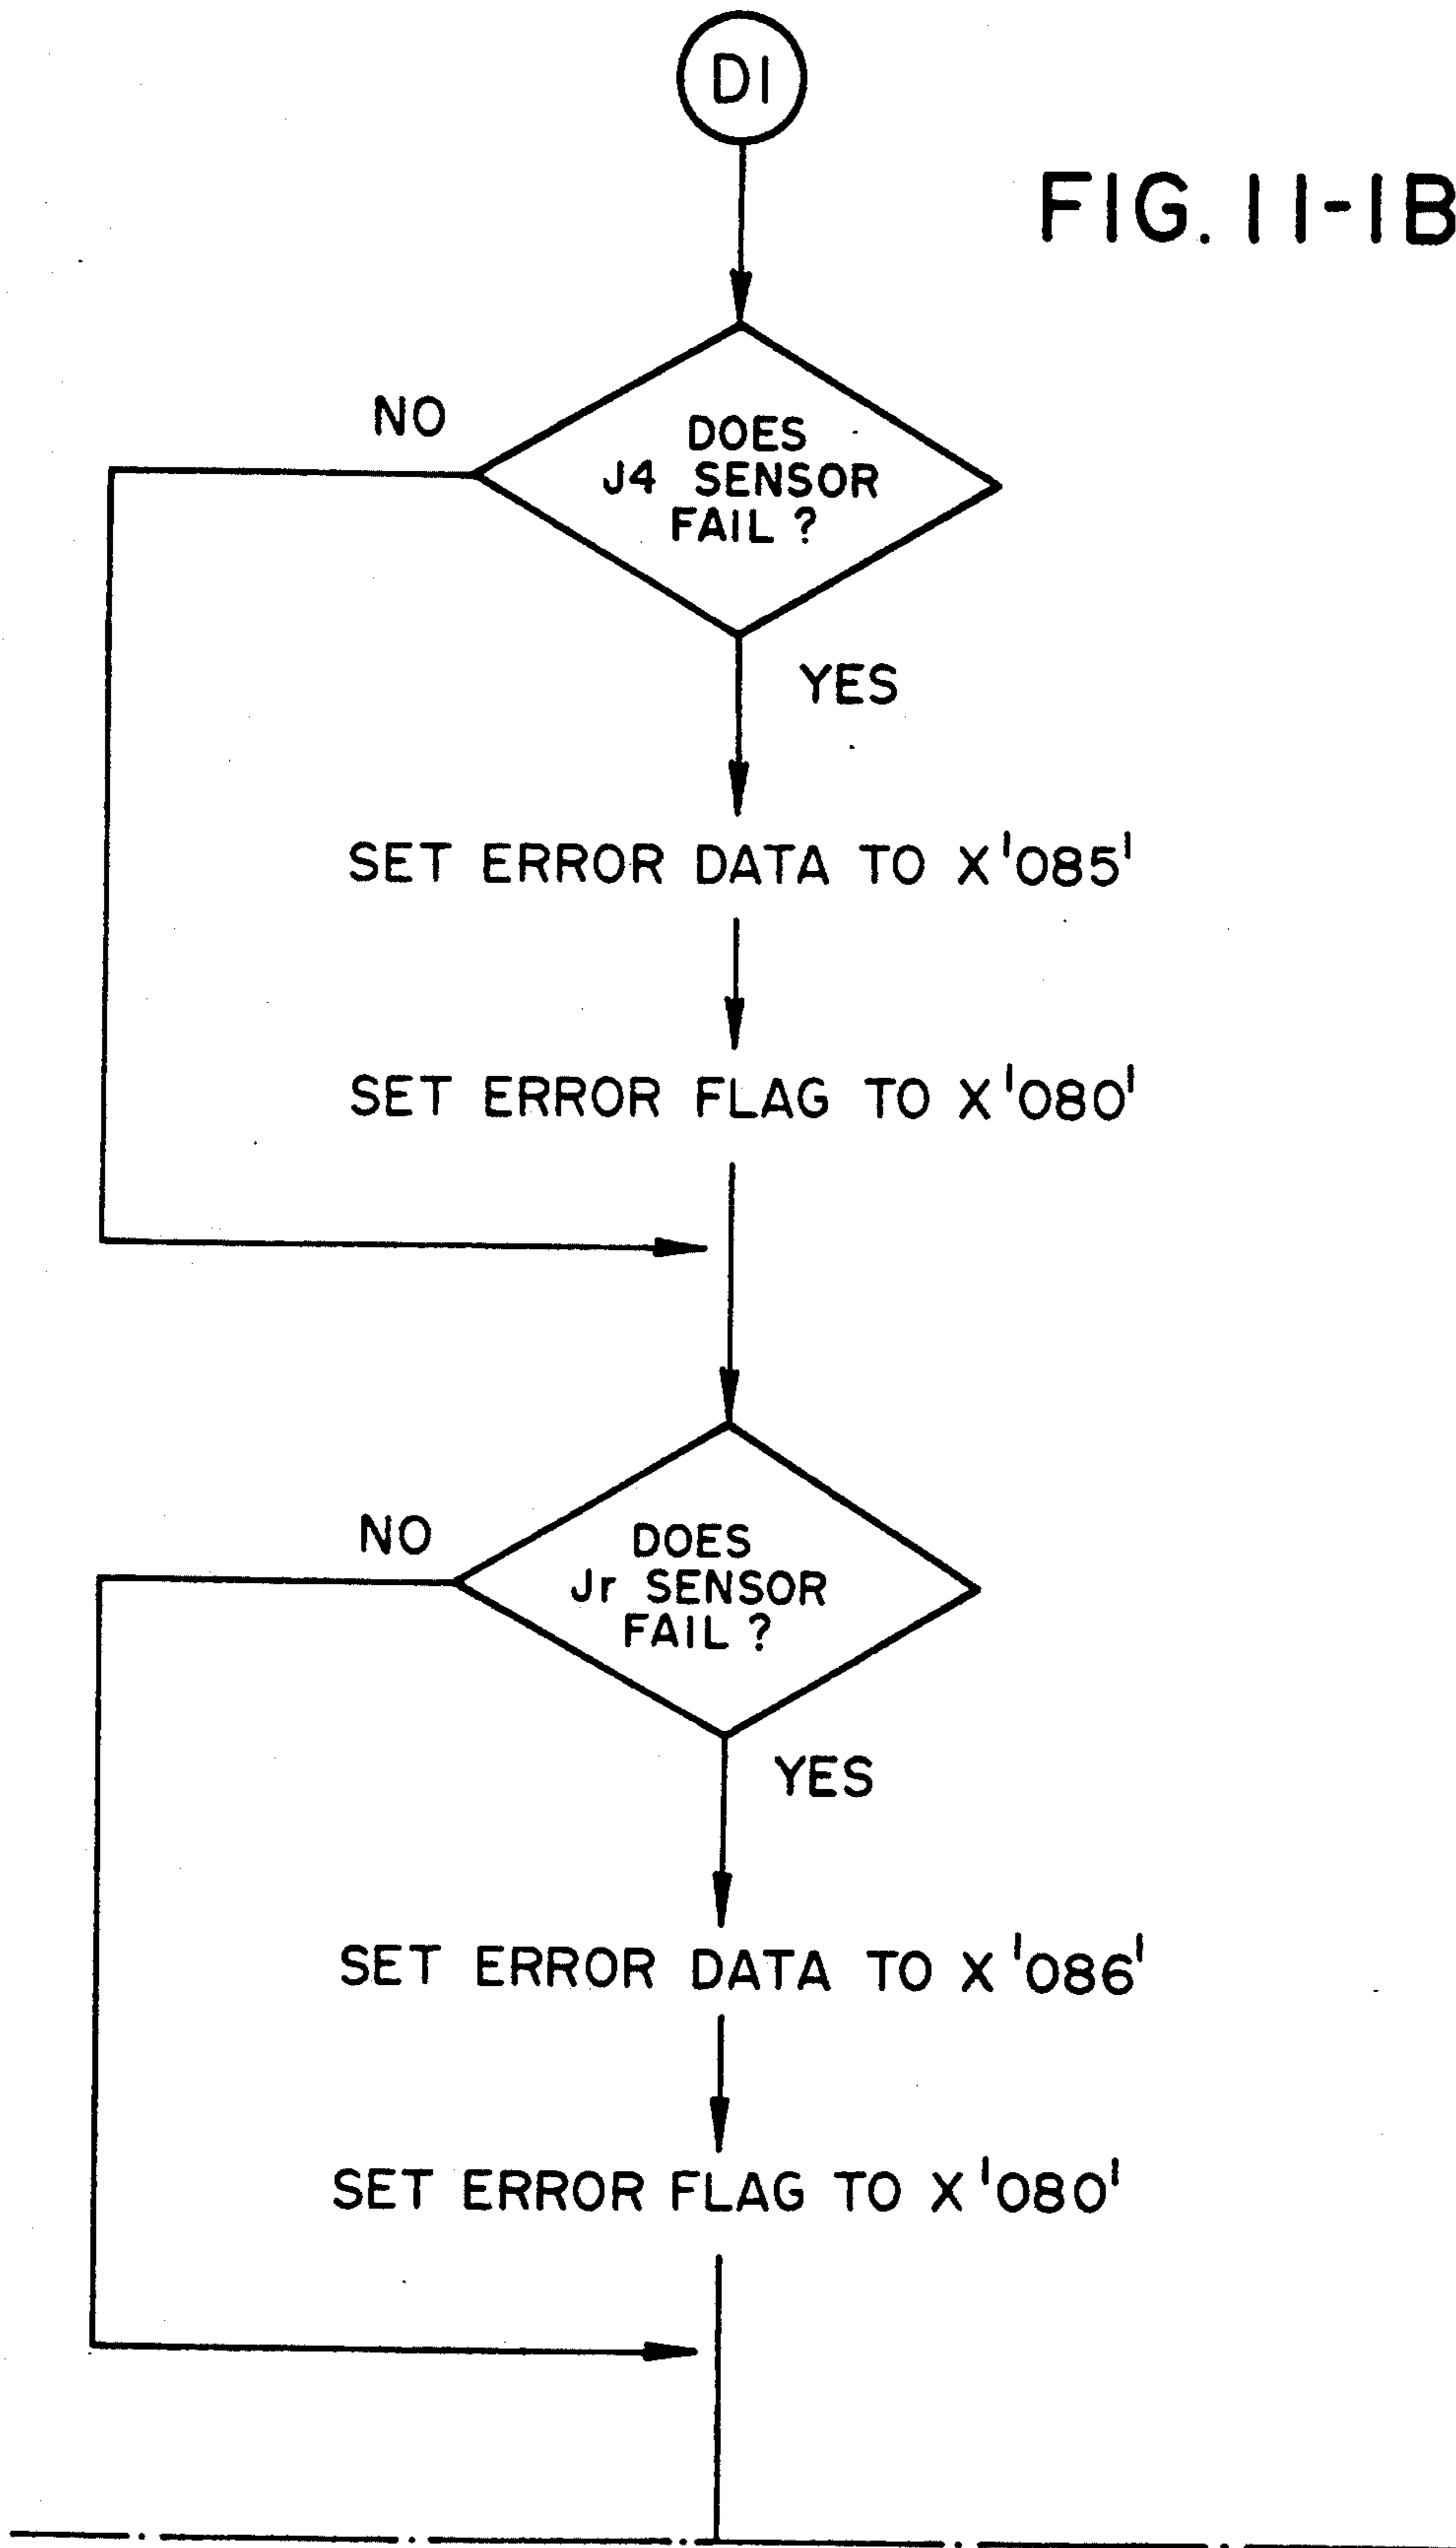 D1
FIG. 11-1B
NO
DOES
J4 SENSOR
FAIL ?
YES
SET ERROR DATA TO X'085'
SET ERROR FLAG TO X'080'
NO
DOES
Jr SENSOR
FAIL ?
YES
SET ERROR DATA TO X'086'
SET ERROR FLAG TO X'080'